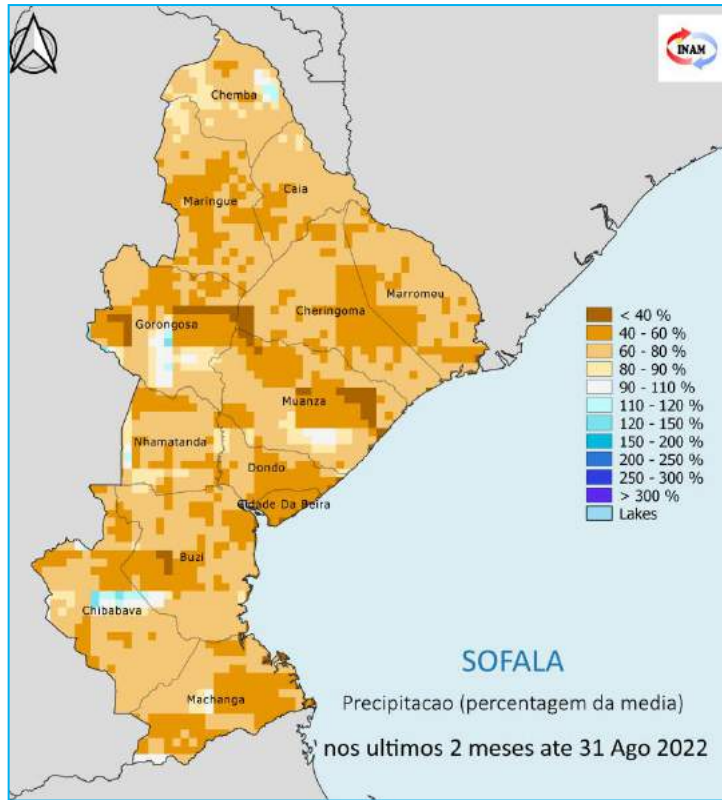 INAM
Chemba
Caia
Maringue
Marromeu
Cheringoma
Gorongosa
Muanza
Nhamatanda
Dondo
Cidade Da Beira
Buzi
Chibabava
Machanga
< 40 %
40 - 60 %
60 - 80 %
80 - 90 %
90 - 110 %
110 - 120 %
120 - 150 %
150 - 200 %
200 - 250 %
250 - 300 %
> 300 %
Lakes
SOFALA
Precipitacao (percentagem da media)
nos ultimos 2 meses ate 31 Ago 2022